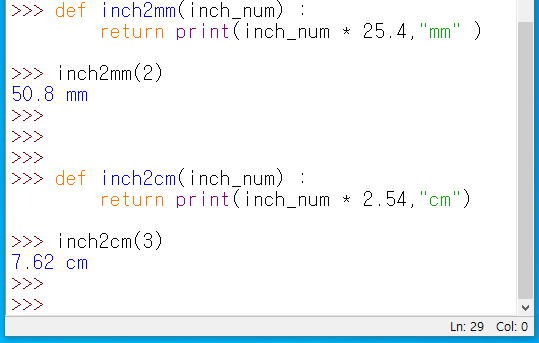 >>> def inch2mm(inch_num) :
        return print(inch_num * 25.4,"mm" )

>>> inch2mm(2)
50.8 mm
>>>
>>>
>>>
>>> def inch2cm(inch_num) :
        return print(inch_num * 2.54,"cm")

>>> inch2cm(3)
7.62 cm
>>>
>>>
Ln: 29 Col: 0